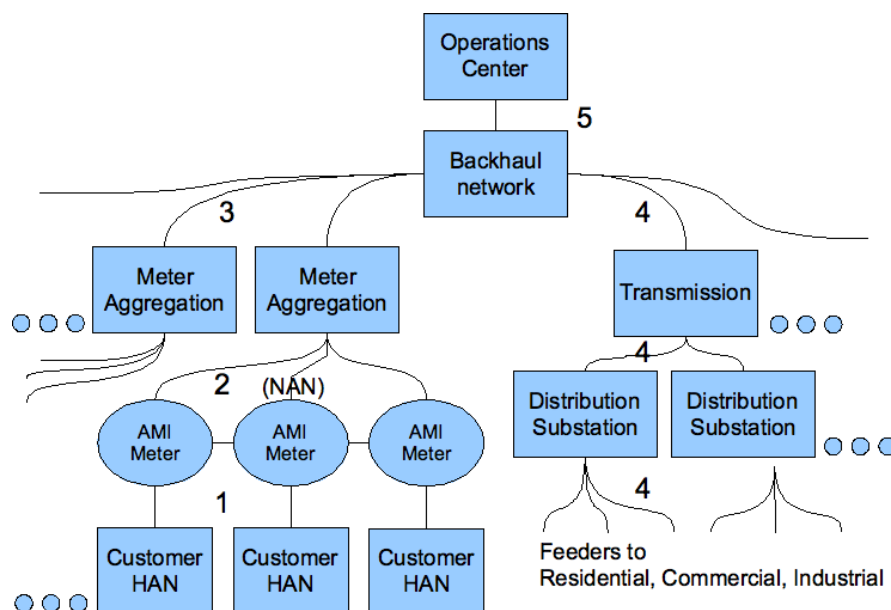 Operations
Center
5
Backhaul
network
3
4
Meter
Aggregation
Meter
Aggregation
Transmission
4
2
(NAN)
Distribution
Substation
Distribution
Substation
AMI
Meter
AMI
Meter
AMI
Meter
1
4
Customer
HAN
Customer
HAN
Customer
HAN
Feeders to
Residential, Commercial, Industrial